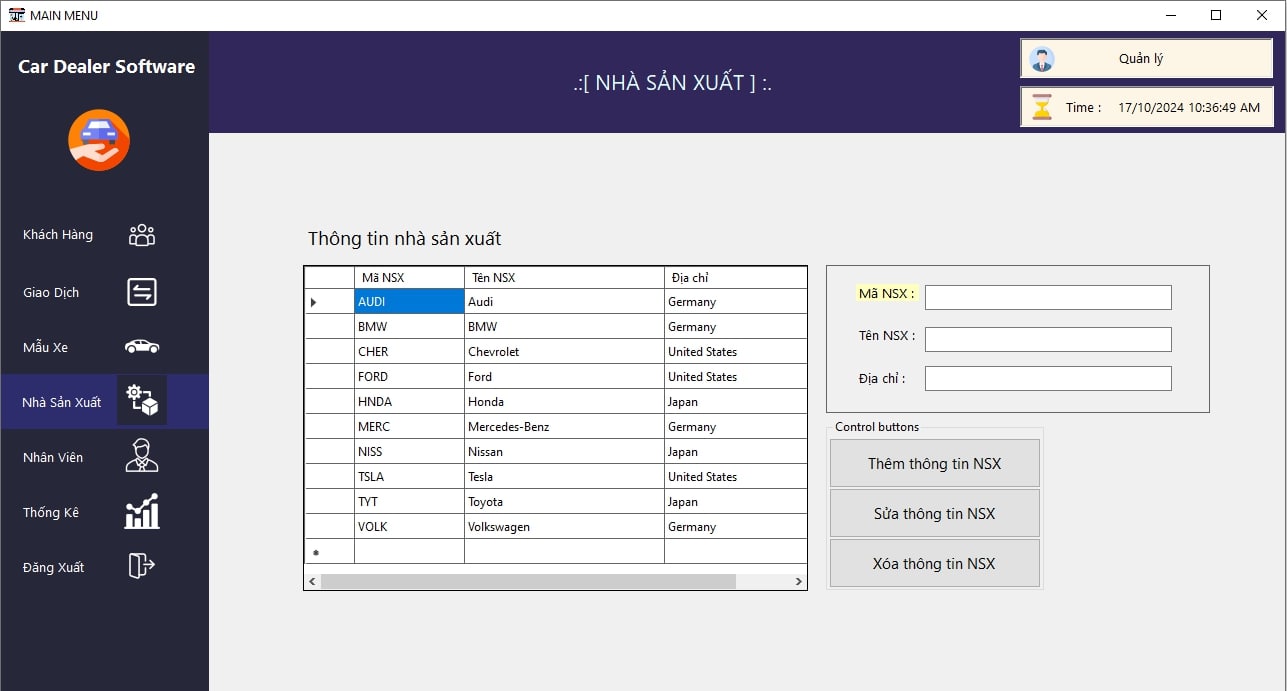 MAIN MENU
Car Dealer Software
.:[ NHÀ SẢN XUẤT ] :.
Quản lý
Time : 17/10/2024 10:36:49 AM
Khách Hàng
Giao Dịch
Mẫu Xe
Nhà Sản Xuất
Nhân Viên
Thống Kê
Đăng Xuất
Thông tin nhà sản xuất
Mã NSX Tên NSX Địa chỉ
AUDI Audi Germany
BMW BMW Germany
CHER Chevrolet United States
FORD Ford United States
HNDA Honda Japan
MERC Mercedes-Benz Germany
NISS Nissan Japan
TSLA Tesla United States
TYT Toyota Japan
VOLK Volkswagen Germany
Mã NSX :
Tên NSX :
Địa chỉ :
Control buttons
Thêm thông tin NSX
Sửa thông tin NSX
Xóa thông tin NSX